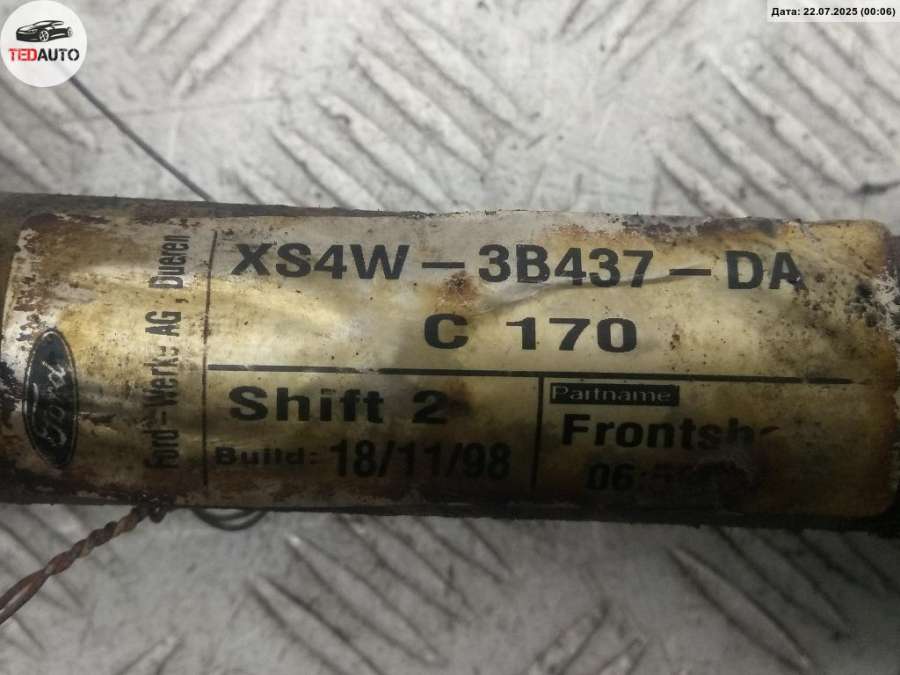 Дата: 22.07.2025 (00:06)
TEDAUTO
XS4W-3B437-DA
C 170
Ford-Werke AG, Dueren
Ford
Shift 2
Build: 18/11/98
Partname